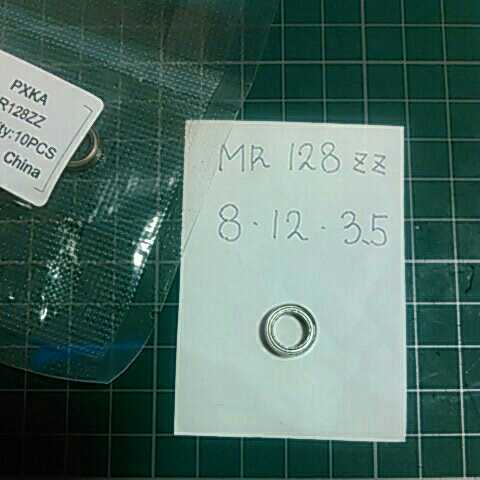 PXKA
R128ZZ
ty:10PCS
China
MR 128 ZZ
8·12·3.5